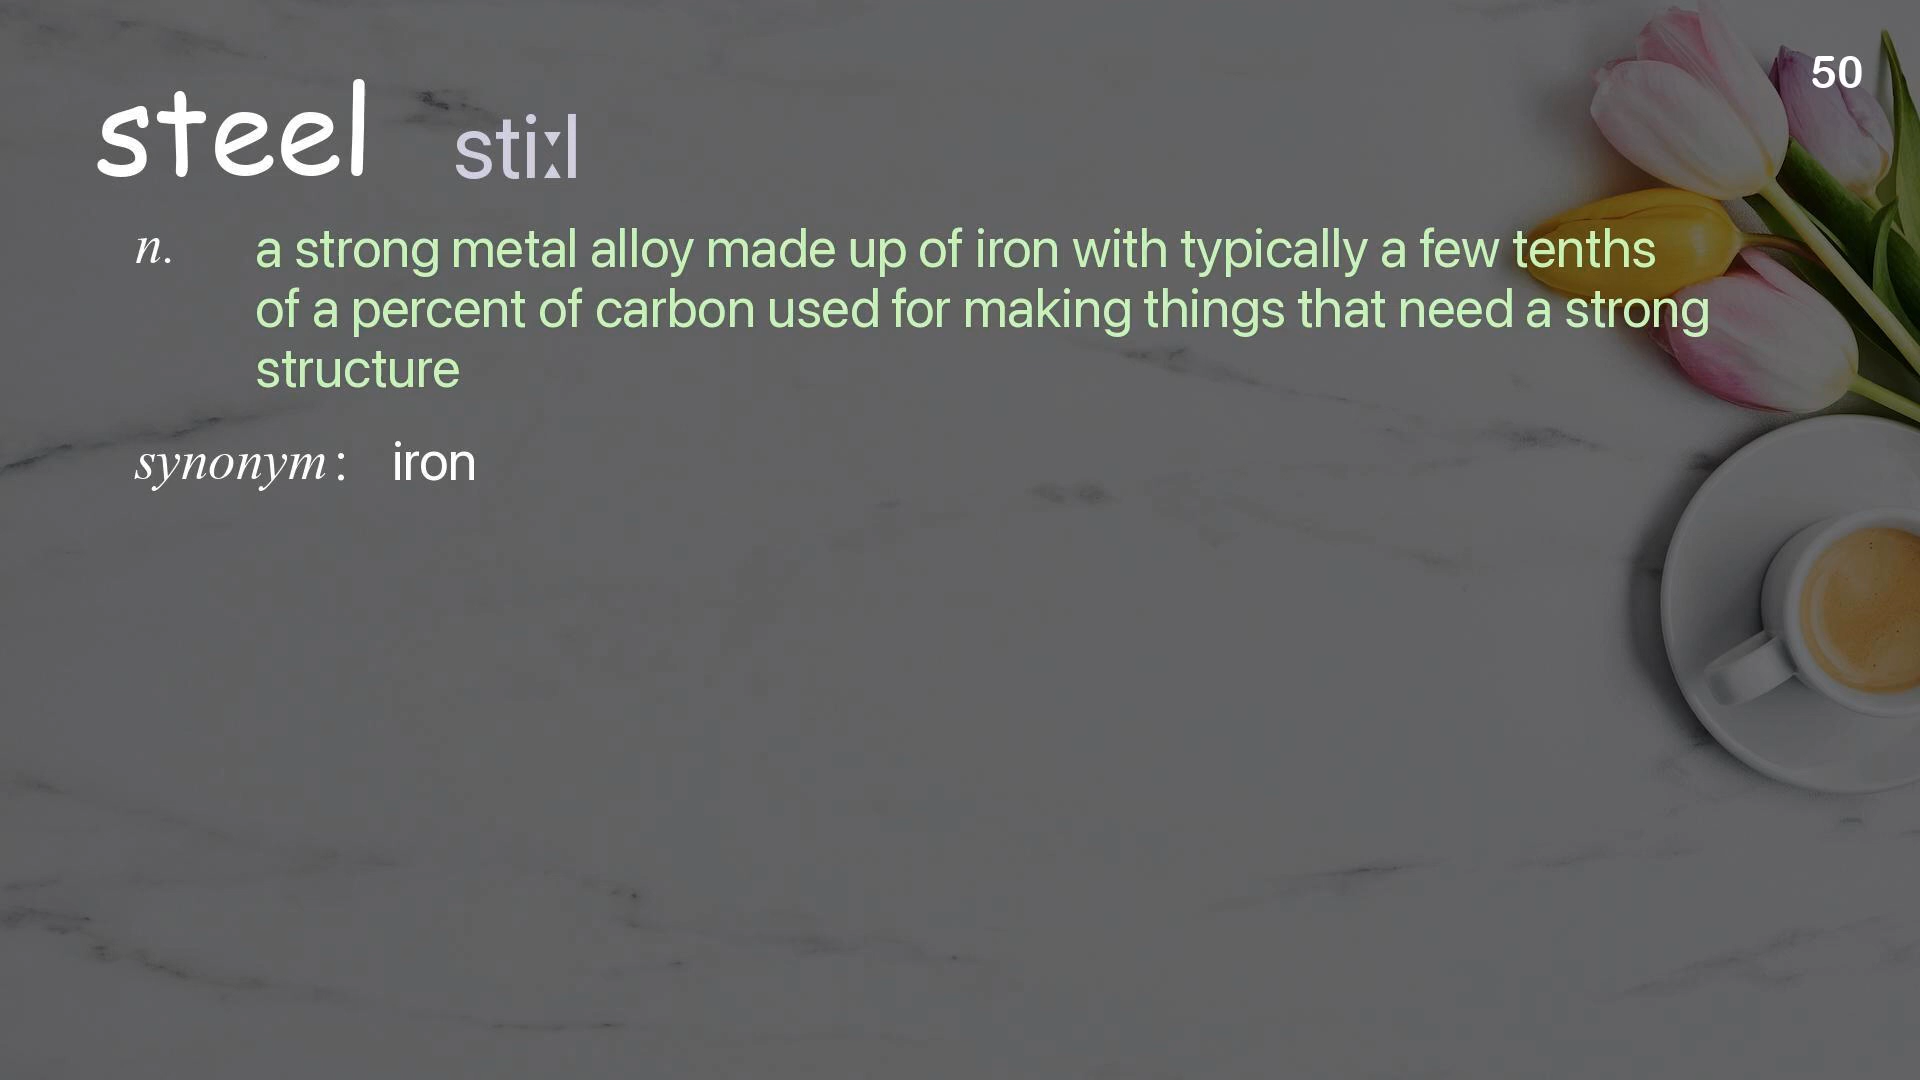 50
steel stiːl
n. a strong metal alloy made up of iron with typically a few tenths
of a percent of carbon used for making things that need a strong
structure
synonym: iron